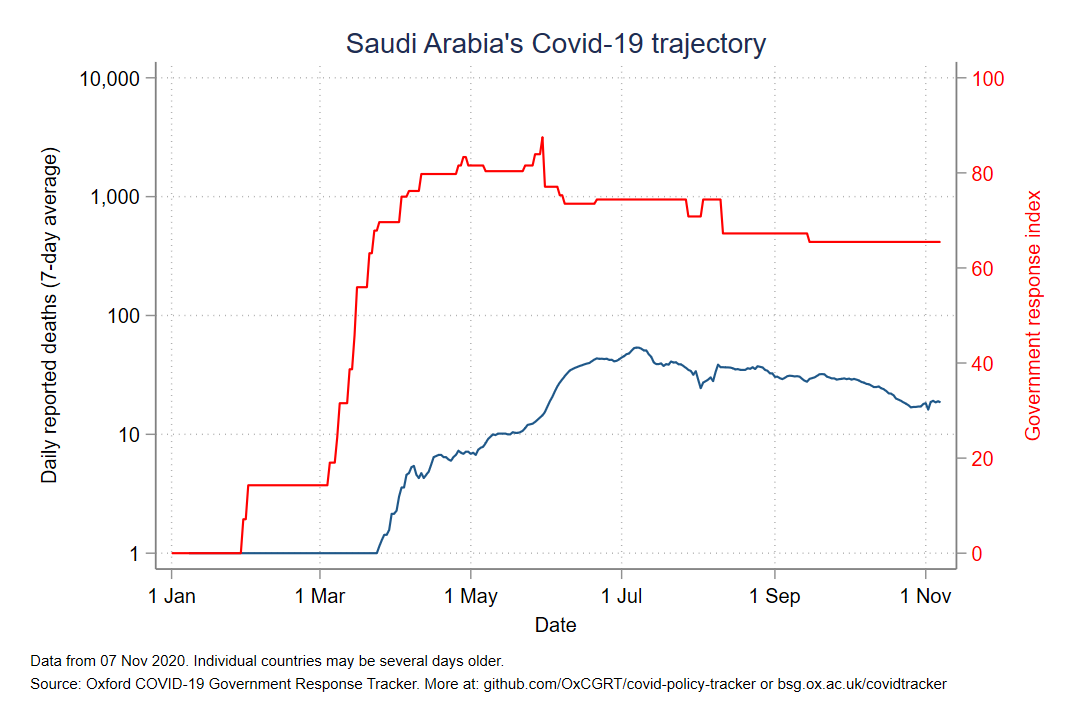 Saudi Arabia's Covid-19 trajectory
10,000
1,000
100
10
1
Daily reported deaths (7-day average)
100
80
60
40
20
0
Government response index
1 Jan 1 Mar 1 May 1 Jul 1 Sep 1 Nov
Date
Data from 07 Nov 2020. Individual countries may be several days older.
Source: Oxford COVID-19 Government Response Tracker. More at: github.com/OxCGRT/covid-policy-tracker or bsg.ox.ac.uk/covidtracker